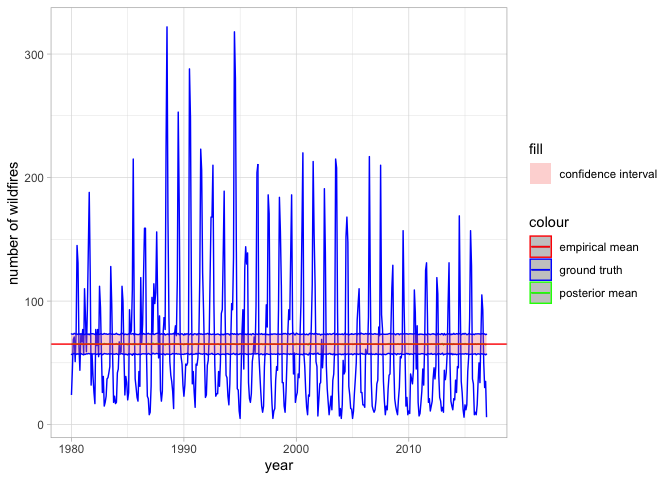 300
200
100
0
number of wildfires
1980
1990
2000
2010
year
fill
confidence interval
colour
empirical mean
ground truth
posterior mean